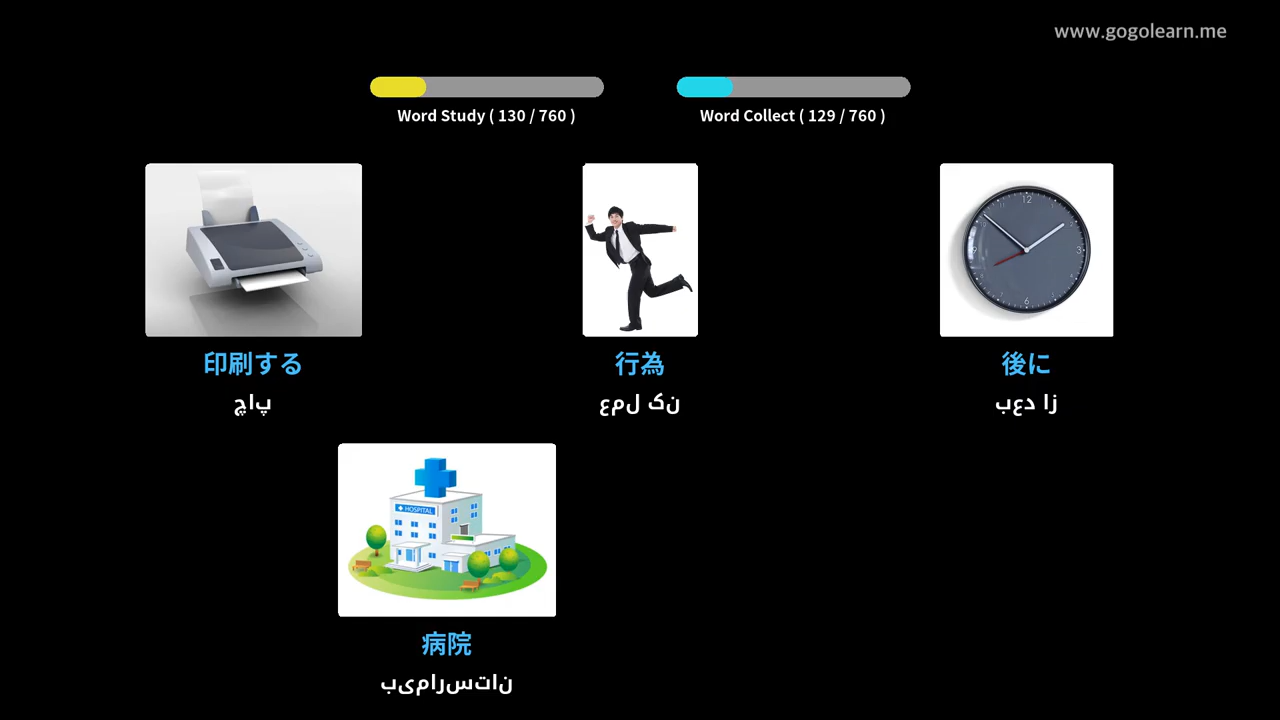 www.gogolearn.me
Word Study ( 130 / 760 )
Word Collect ( 129 / 760 )
印刷する
行為
後に
چاپ
عمل کن
بعد از
HOSPITAL
病院
بیمارستان